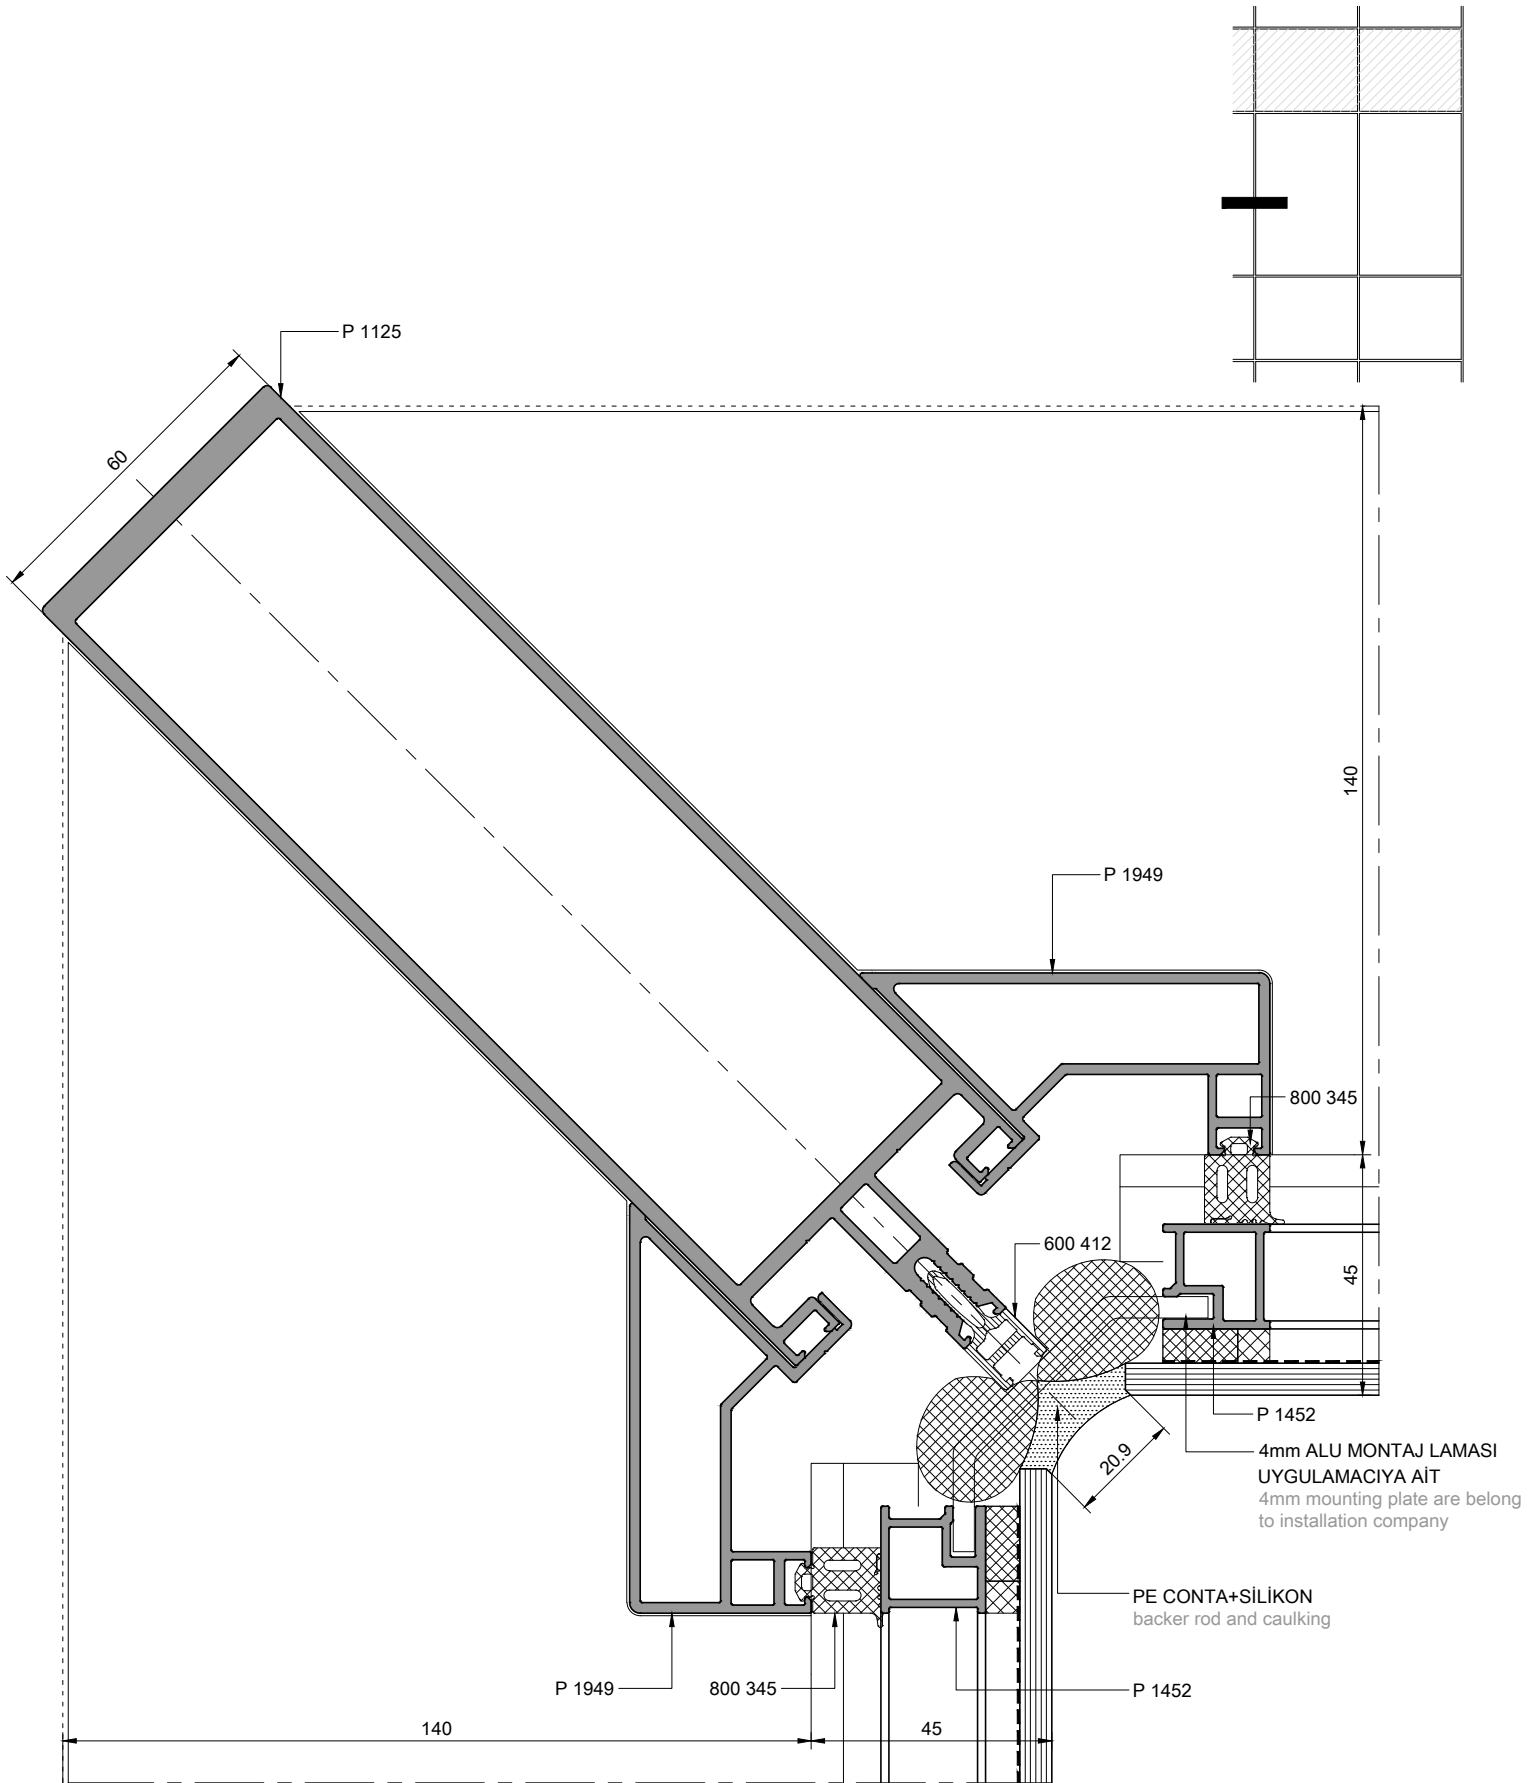 P 1125
60
140
P 1949
800 345
600 412
45
P 1452
20.9
4mm ALU MONTAJ LAMASI
UYGULAMACIYA AİT
4mm mounting plate are belong
to installation company
PE CONTA+SİLİKON
backer rod and caulking
P 1949
800 345
P 1452
140
45